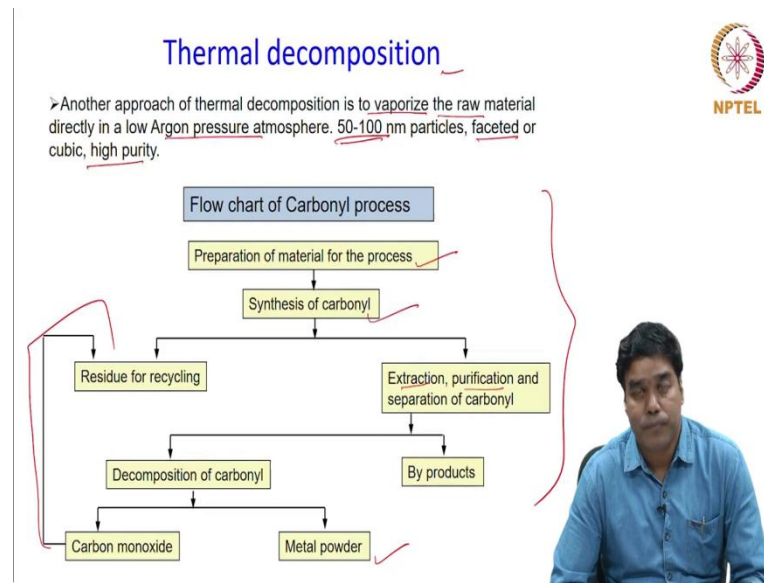 Thermal decomposition
NPTEL
➢Another approach of thermal decomposition is to vaporize the raw material
directly in a low Argon pressure atmosphere. 50-100 nm particles, faceted or
cubic, high purity.
Flow chart of Carbonyl process
Preparation of material for the process
Synthesis of carbonyl
Residue for recycling
Extraction, purification and
separation of carbonyl
Decomposition of carbonyl
By products
Carbon monoxide
Metal powder